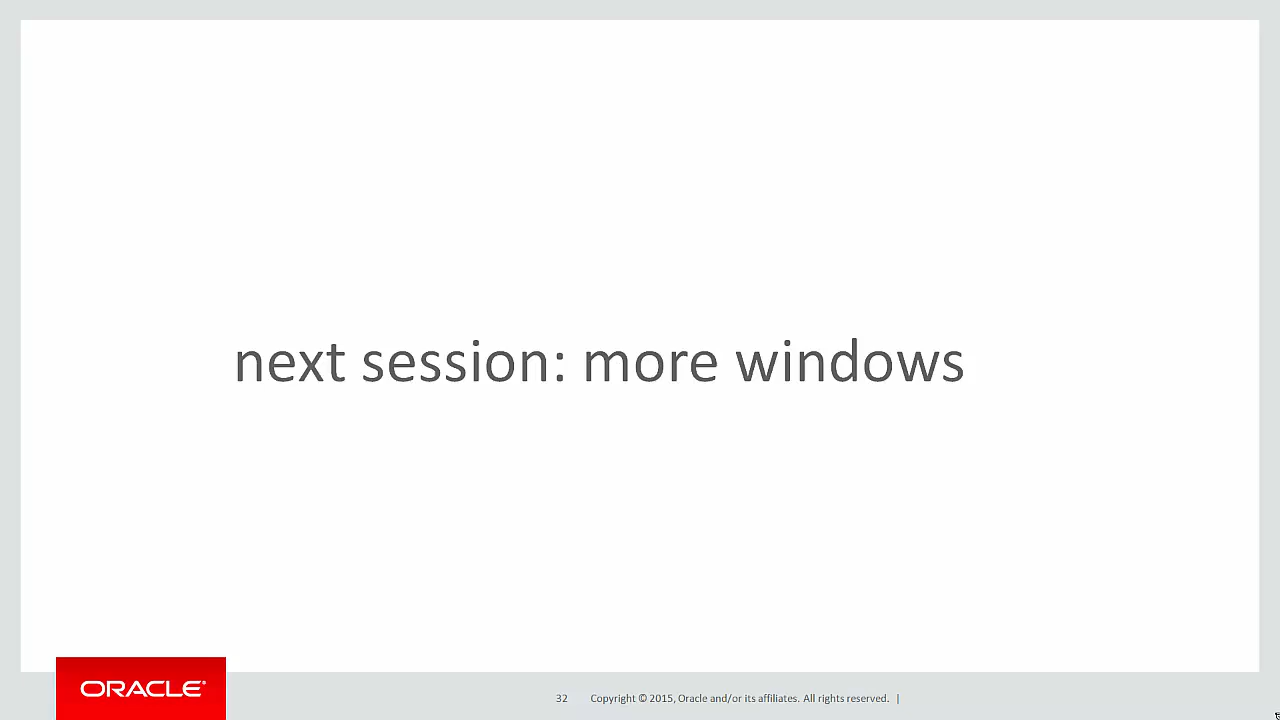 next session: more windows
ORACLE®
32 Copyright © 2015, Oracle and/or its affiliates. All rights reserved. |